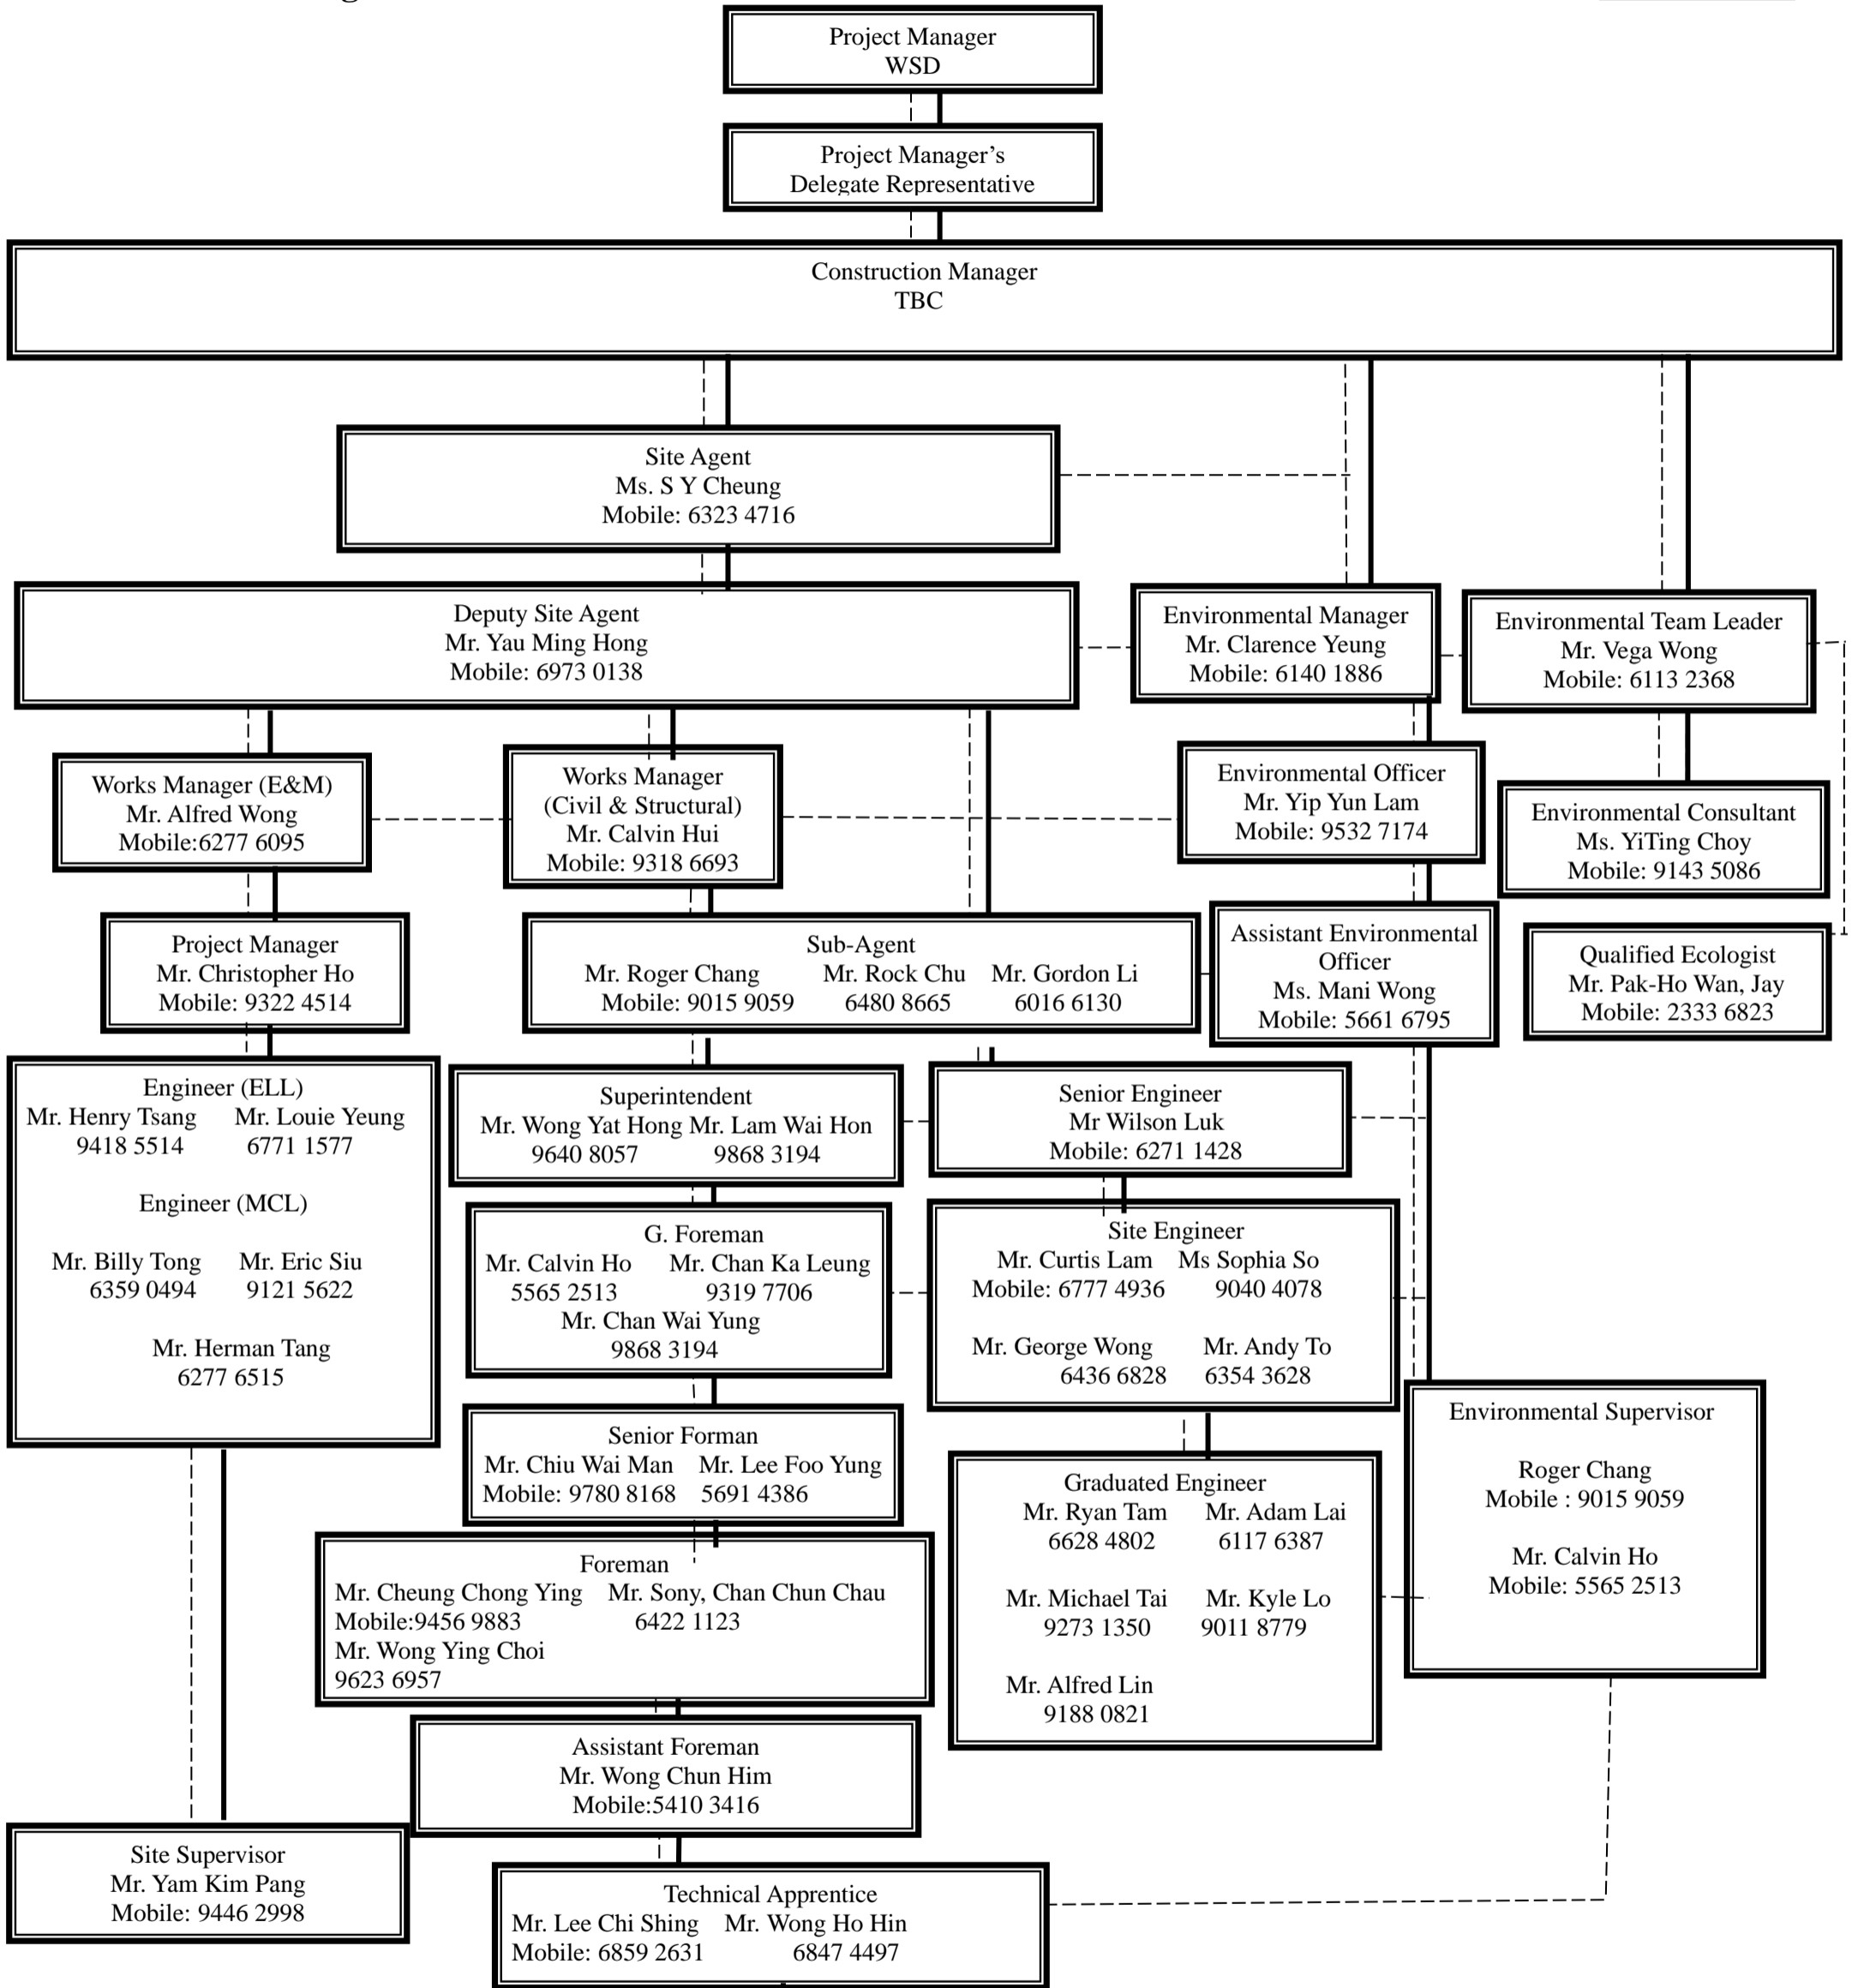 Project Manager
WSD
Project Manager’s
Delegate Representative
Construction Manager
TBC
Site Agent
Ms. S Y Cheung
Mobile: 6323 4716
Deputy Site Agent
Mr. Yau Ming Hong
Mobile: 6973 0138
Environmental Manager
Mr. Clarence Yeung
Mobile: 6140 1886
Environmental Team Leader
Mr. Vega Wong
Mobile: 6113 2368
Works Manager (E&M)
Mr. Alfred Wong
Mobile:6277 6095
Works Manager
(Civil & Structural)
Mr. Calvin Hui
Mobile: 9318 6693
Environmental Officer
Mr. Yip Yun Lam
Mobile: 9532 7174
Environmental Consultant
Ms. YiTing Choy
Mobile: 9143 5086
Project Manager
Mr. Christopher Ho
Mobile: 9322 4514
Sub-Agent
Mr. Roger Chang Mr. Rock Chu Mr. Gordon Li
Mobile: 9015 9059 6480 8665 6016 6130
Assistant Environmental
Officer
Ms. Mani Wong
Mobile: 5661 6795
Qualified Ecologist
Mr. Pak-Ho Wan, Jay
Mobile: 2333 6823
Engineer (ELL)
Mr. Henry Tsang Mr. Louie Yeung
9418 5514 6771 1577
Engineer (MCL)
Mr. Billy Tong Mr. Eric Siu
6359 0494 9121 5622
Mr. Herman Tang
6277 6515
Superintendent
Mr. Wong Yat Hong Mr. Lam Wai Hon
9640 8057 9868 3194
Senior Engineer
Mr Wilson Luk
Mobile: 6271 1428
G. Foreman
Mr. Calvin Ho Mr. Chan Ka Leung
5565 2513 9319 7706
Mr. Chan Wai Yung
9868 3194
Site Engineer
Mr. Curtis Lam Ms Sophia So
Mobile: 6777 4936 9040 4078
Mr. George Wong Mr. Andy To
6436 6828 6354 3628
Senior Forman
Mr. Chiu Wai Man Mr. Lee Foo Yung
Mobile: 9780 8168 5691 4386
Graduated Engineer
Mr. Ryan Tam Mr. Adam Lai
6628 4802 6117 6387
Mr. Michael Tai Mr. Kyle Lo
9273 1350 9011 8779
Mr. Alfred Lin
9188 0821
Environmental Supervisor
Roger Chang
Mobile : 9015 9059
Mr. Calvin Ho
Mobile: 5565 2513
Foreman
Mr. Cheung Chong Ying Mr. Sony, Chan Chun Chau
Mobile:9456 9883 6422 1123
Mr. Wong Ying Choi
9623 6957
Assistant Foreman
Mr. Wong Chun Him
Mobile:5410 3416
Site Supervisor
Mr. Yam Kim Pang
Mobile: 9446 2998
Technical Apprentice
Mr. Lee Chi Shing Mr. Wong Ho Hin
Mobile: 6859 2631 6847 4497